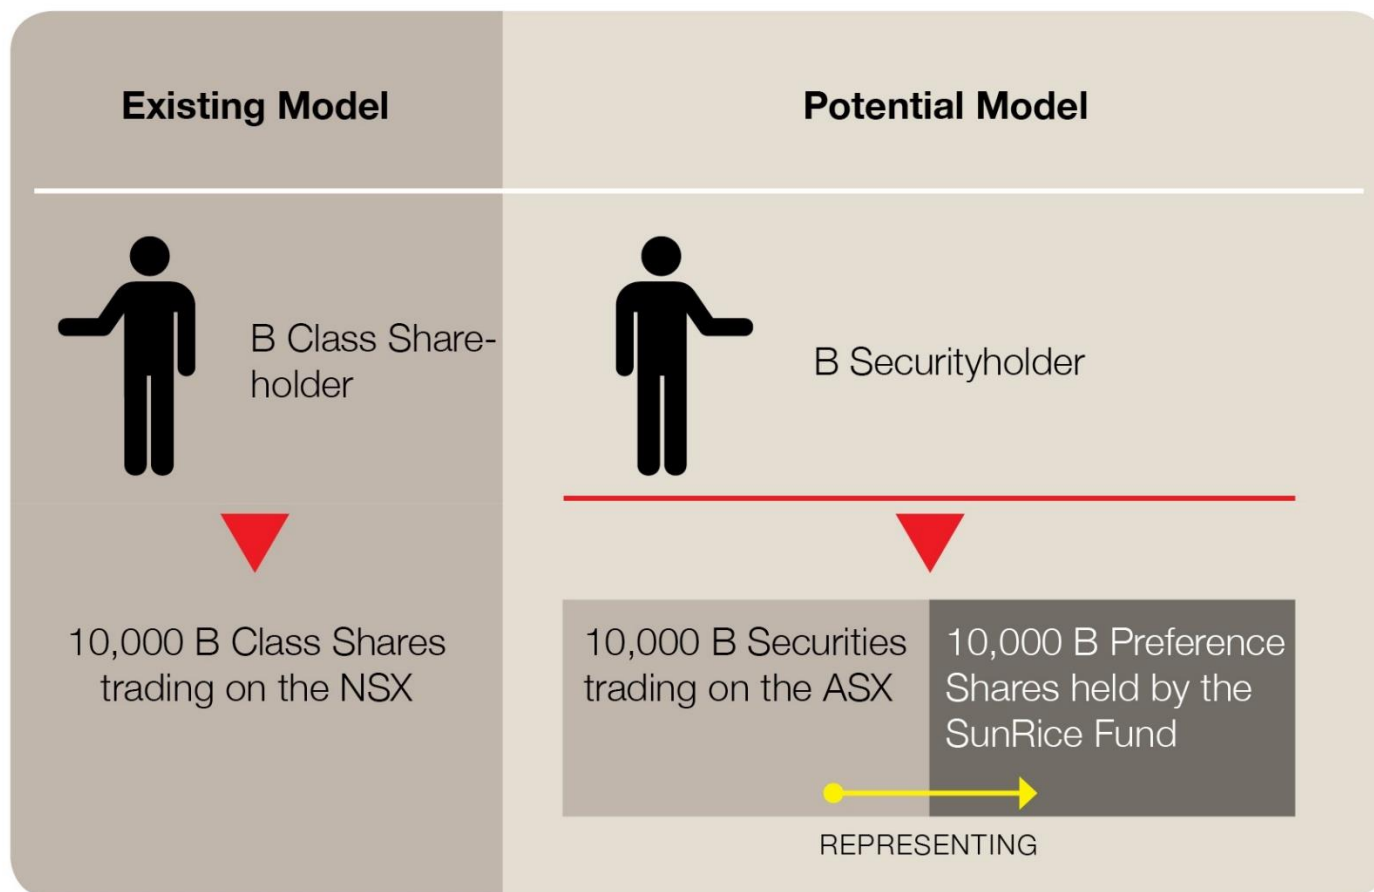 Existing Model
Potential Model
B Class Share-
holder
B Securityholder
10,000 B Class Shares
trading on the NSX
10,000 B Securities
trading on the ASX
10,000 B Preference
Shares held by the
SunRice Fund
REPRESENTING